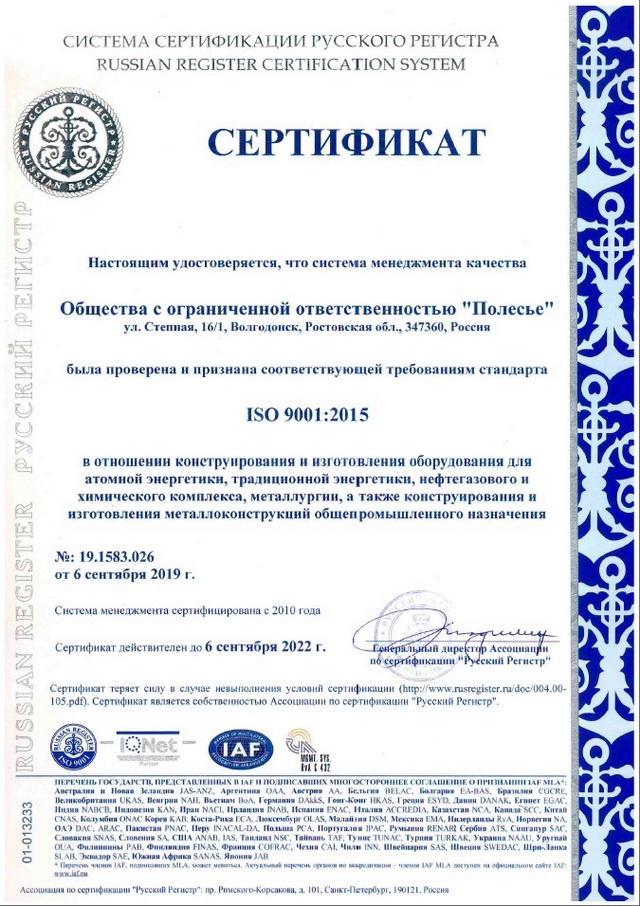 СИСТЕМА СЕРТИФИКАЦИИ РУССКОГО РЕГИСТРА
RUSSIAN REGISTER CERTIFICATION SYSTEM
РУССКИЙ РЕГИСТР
RUSSIAN REGISTER
СЕРТИФИКАТ
Настоящим удостоверяется, что система менеджмента качества
Общества с ограниченной ответственностью "Полесье"
ул. Степная, 16/1, Волгодонск, Ростовская обл., 347360, Россия
была проверена и признана соответствующей требованиям стандарта
ISO 9001:2015
в отношении конструирования и изготовления оборудования для
атомной энергетики, традиционной энергетики, нефтегазового и
химического комплекса, металлургии, а также конструирования и
изготовления металлоконструкций общепромышленного назначения
№: 19.1583.026
от 6 сентября 2019 г.
Система менеджмента сертифицирована с 2010 года
Сертификат действителен до 6 сентября 2022 г.
Генеральный директор Ассоциации
по сертификации "Русский Регистр"
Сертификат теряет силу в случае невыполнения условий сертификации (http://www.rusregister.ru/doc/004.00-
105.pdf). Сертификат является собственностью Ассоциации по сертификации "Русский Регистр".
RUSSIAN REGISTER
ISO 9001
IQNet
Partner
IAF
MGMT. SYS.
RvA C 432
ПЕРЕЧЕНЬ ГОСУДАРСТВ, ПРЕДСТАВЛЕННЫХ В IAF И ПОДПИСАВШИХ МНОГОСТОРОННЕЕ СОГЛАШЕНИЕ О ПРИЗНАНИИ IAF MLA*:
Австралия и Новая Зеландия JAS-ANZ, Аргентина OAA, Австрия AA, Бельгия BELAC, Болгария EA-BAS, Бразилия CGCRE,
Великобритания UKAS, Венгрия NAH, Вьетнам BoA, Германия DAkkS, Гонг-Конг HKAS, Греция ESYD, Дания DANAK, Египет EGAC,
Индия NABCB, Индонезия KAN, Иран NACI, Ирландия INAB, Испания ENAC, Италия ACCREDIA, Казахстан NCA, Канада SCC, Китай
CNAS, Колумбия ONAC Корея KAB, Коста-Рика ECA, Люксембург OLAS, Малайзия DSM, Мексика EMA, Нидерланды RvA, Норвегия NA,
ОАЭ DAC, ARAC, Пакистан PNAC, Перу INACAL-DA, Польша PCA, Португалия IPAC, Румыния RENAR, Сербия ATS, Сингапур SAC,
Словакия SNAS, Словения SA, США ANAB, IAS, Таиланд NSC, Тайвань TAF, Тунис TUNAC, Турция TURKAK, Украина NAAU, Уругвай
OUA, Филиппины PAB, Финляндия FINAS, Франция COFRAC, Чехия CAI, Чили INN, Швейцария SAS, Швеция SWEDAC, Шри-Ланка
SLAB, Эквадор SAE, Южная Африка SANAS, Япония JAB
* Перечень членов IAF, подписавших MLA, может меняться. Актуальный перечень органов по аккредитации - членов IAF MLA доступен на официальном сайте IAF:
www.iaf.nu
Ассоциация по сертификации "Русский Регистр": пр. Римского-Корсакова, д. 101, Санкт-Петербург, 190121, Россия
RUSSIAN REGISTER РУССКИЙ РЕГИСТР
01-013233